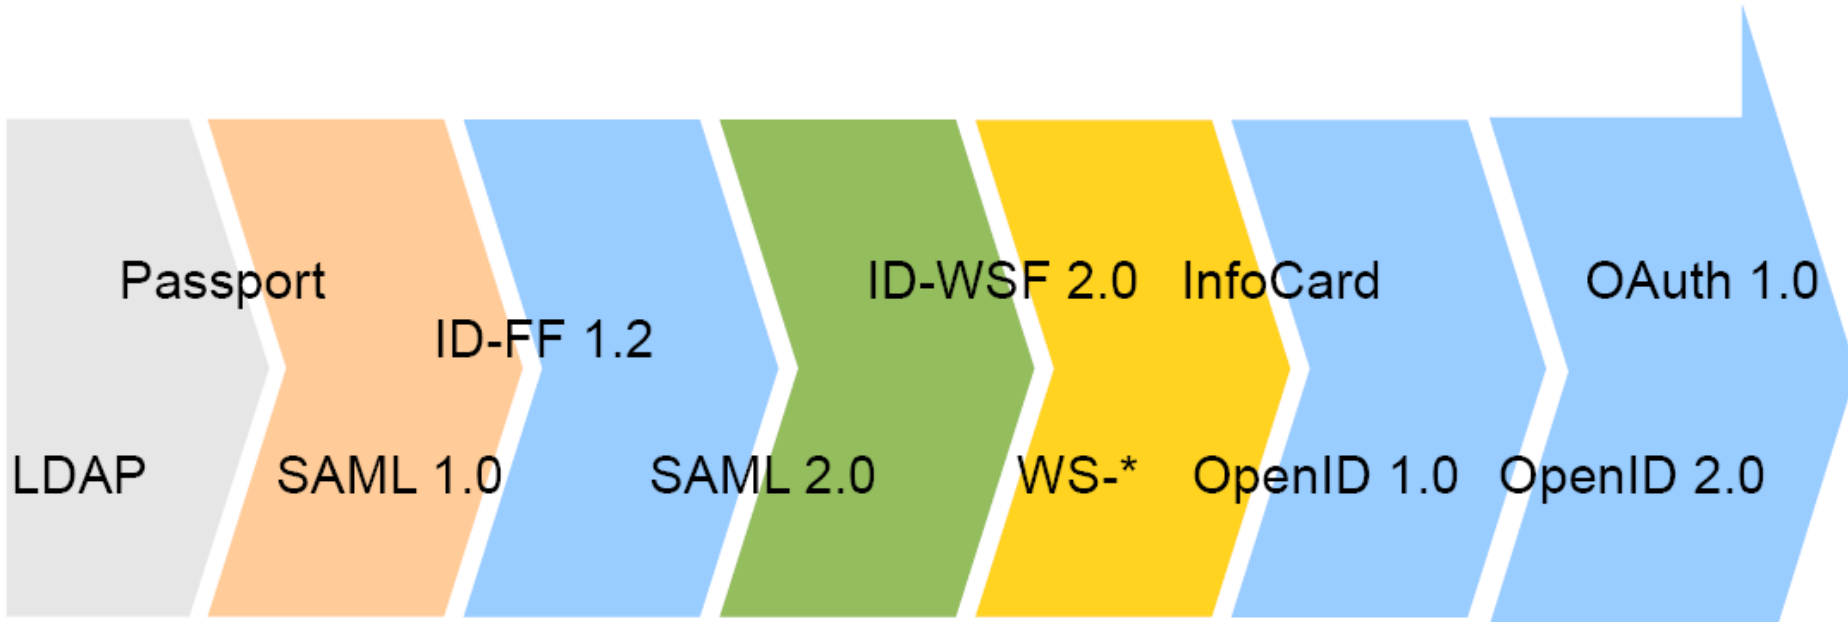 Passport
ID-WSF 2.0
InfoCard
OAuth 1.0
ID-FF 1.2
LDAP
SAML 1.0
SAML 2.0
WS-*
OpenID 1.0
OpenID 2.0